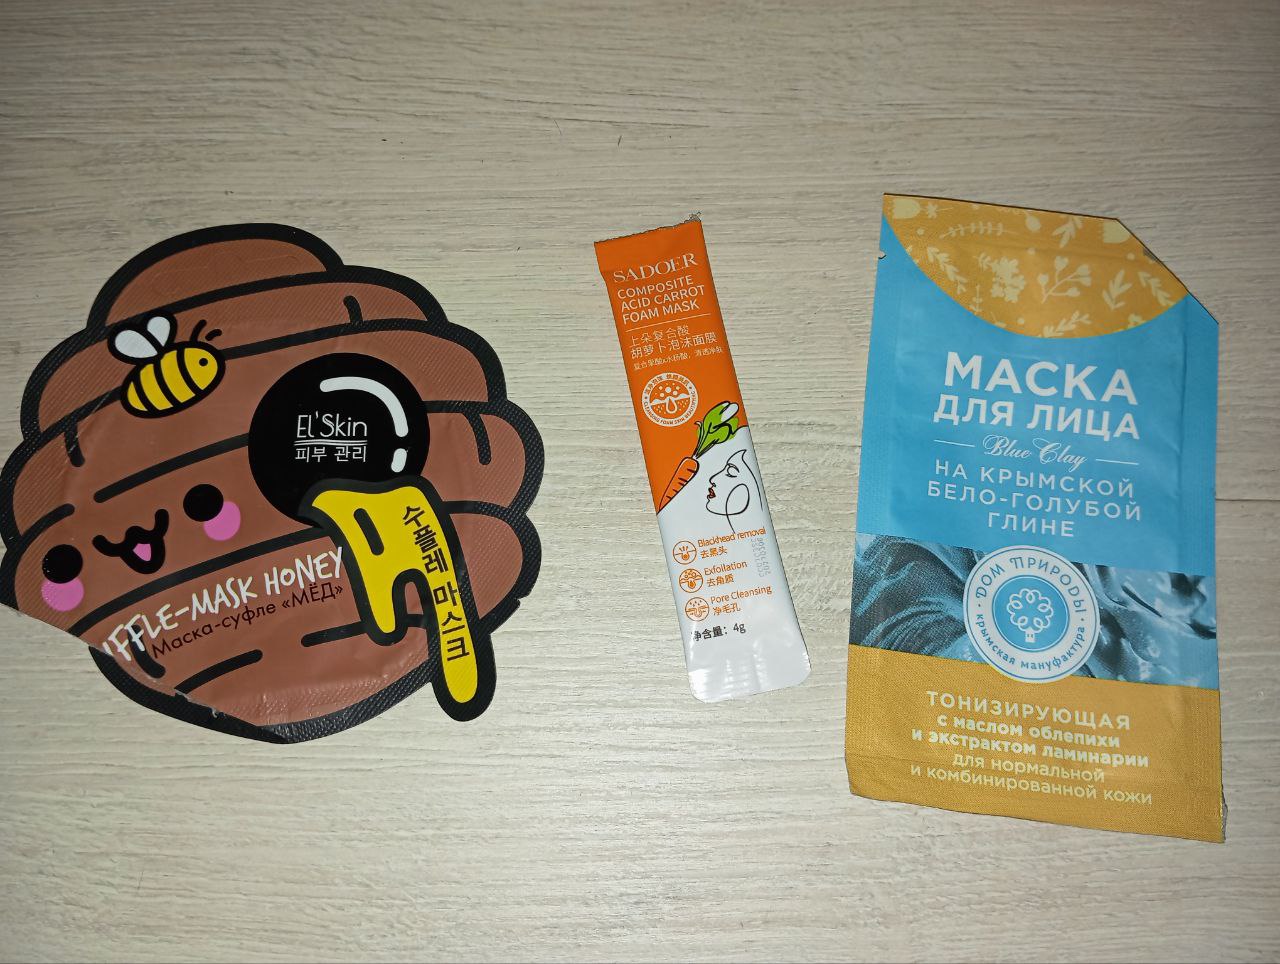 El'Skin
피부 관리
수플레 마스크
UFFLE-MASK HONEY
Маска-суфле «МЁД»
SADOER
COMPOSITE
ACID CARROT
FOAM MASK
上朵复合酸
胡萝卜泡沫面膜
Blackhead removal
去黑头
Exfoliation
去角质
Pore Cleansing
净毛孔
净含量: 4g
МАСКА
ДЛЯ ЛИЦА
Blue Clay
НА КРЫМСКОЙ
БЕЛО-ГОЛУБОЙ
ГЛИНЕ
ДОМ ПРИРОДЫ
крымская мануфактура
ТОНИЗИРУЮЩАЯ
с маслом облепихи
и экстрактом ламинарии
для нормальной
и комбинированной кожи